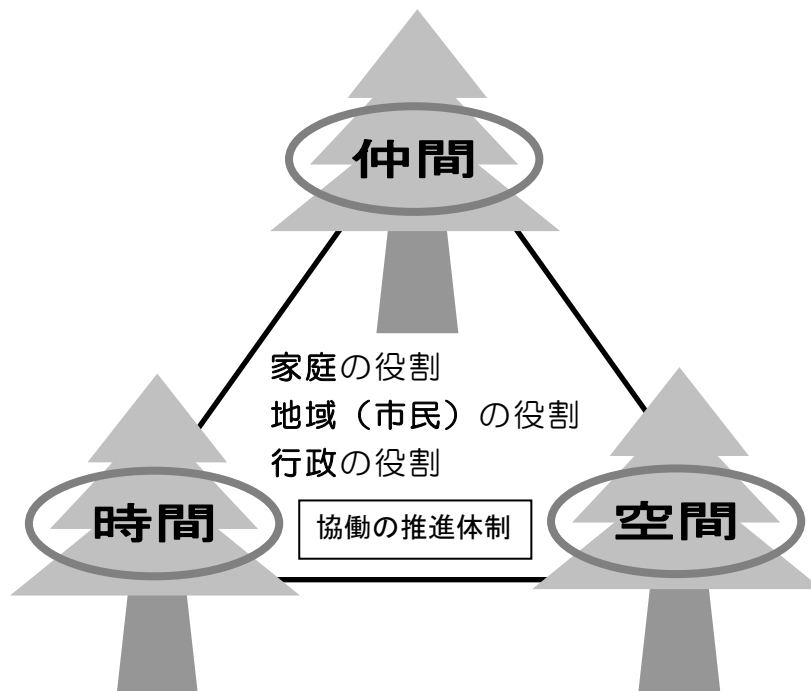 仲間
家庭の役割
地域（市民）の役割
行政の役割
協働の推進体制
時間
空間